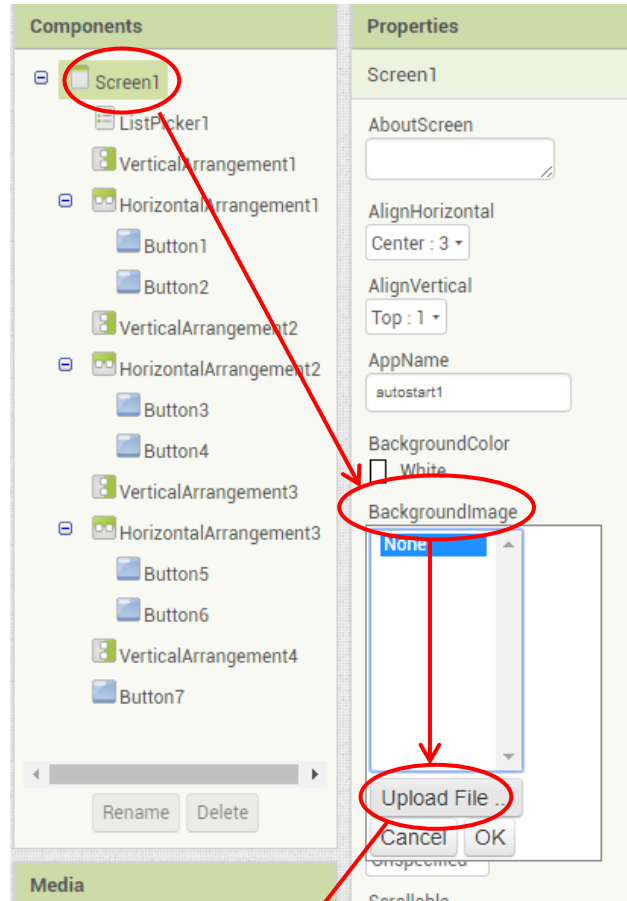 Components
Screen1
ListPicker1
VerticalArrangement1
HorizontalArrangement1
Button1
Button2
VerticalArrangement2
HorizontalArrangement2
Button3
Button4
VerticalArrangement3
HorizontalArrangement3
Button5
Button6
VerticalArrangement4
Button7
Rename Delete
Media
Properties
Screen1
AboutScreen
AlignHorizontal
Center : 3
AlignVertical
Top : 1
AppName
autostart1
BackgroundColor
White
BackgroundImage
None
Upload File ...
Cancel OK
Unspecified
Scrollable